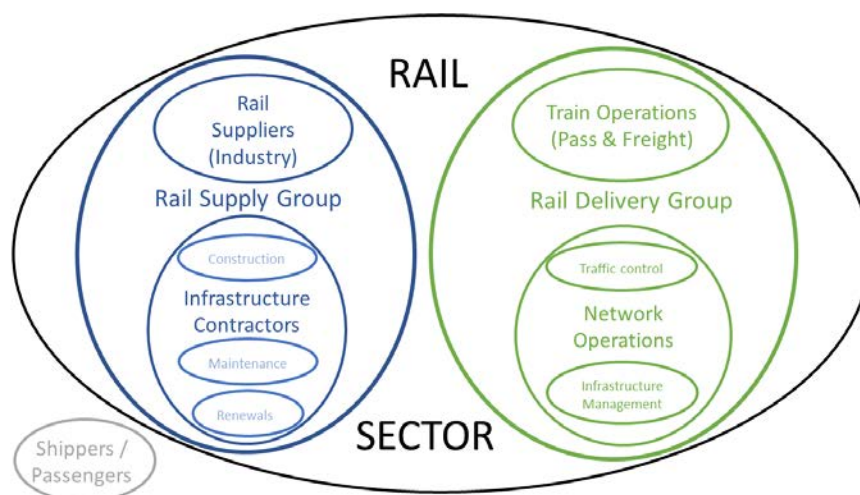 RAIL
Rail
Suppliers
(Industry)
Rail Supply Group
Construction
Infrastructure
Contractors
Maintenance
Renewals
Train Operations
(Pass & Freight)
Rail Delivery Group
Traffic control
Network
Operations
Infrastructure
Management
SECTOR
Shippers /
Passengers